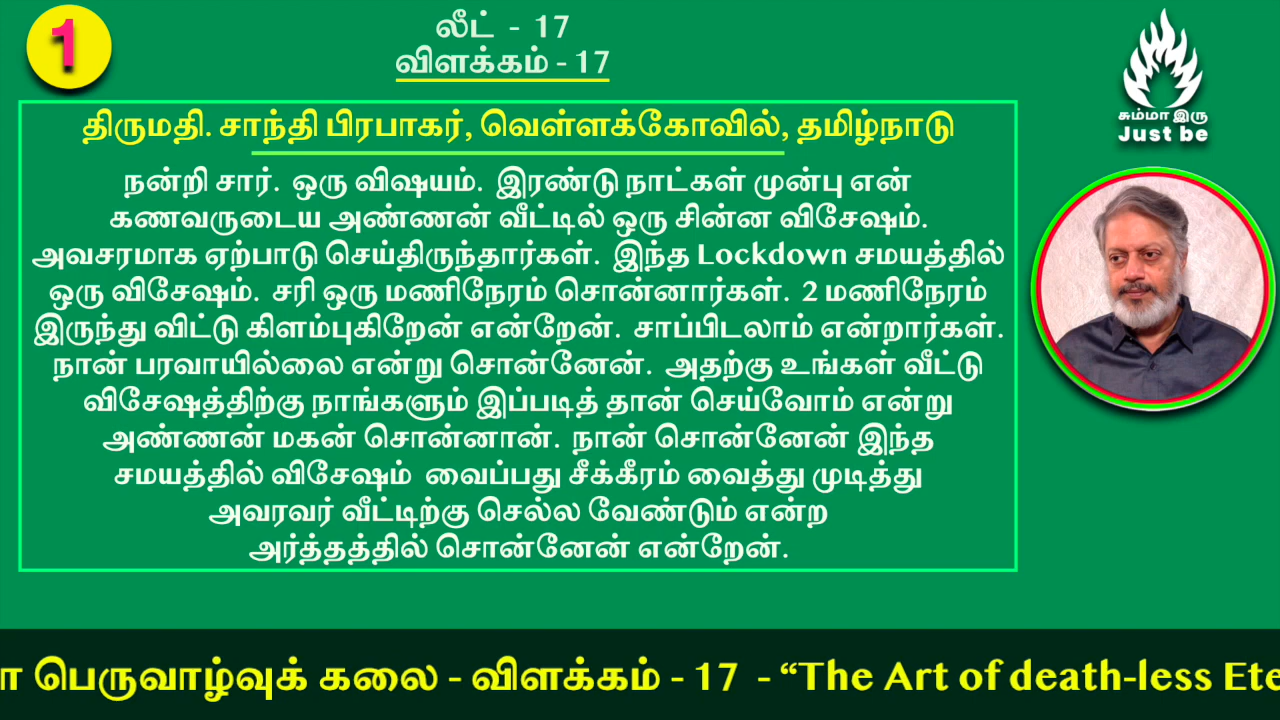 1
லீட் - 17
விளக்கம் - 17
திருமதி. சாந்தி பிரபாகர், வெள்ளக்கோவில், தமிழ்நாடு
நன்றி சார். ஒரு விஷயம். இரண்டு நாட்கள் முன்பு என்
கணவருடைய அண்ணன் வீட்டில் ஒரு சின்ன விசேஷம்.
அவசரமாக ஏற்பாடு செய்திருந்தார்கள். இந்த Lockdown சமயத்தில்
ஒரு விசேஷம். சரி ஒரு மணிநேரம் சொன்னார்கள். 2 மணிநேரம்
இருந்து விட்டு கிளம்புகிறேன் என்றேன். சாப்பிடலாம் என்றார்கள்.
நான் பரவாயில்லை என்று சொன்னேன். அதற்கு உங்கள் வீட்டு
விசேஷத்திற்கு நாங்களும் இப்படித் தான் செய்வோம் என்று
அண்ணன் மகன் சொன்னான். நான் சொன்னேன் இந்த
சமயத்தில் விசேஷம் வைப்பது சீக்கீரம் வைத்து முடித்து
அவரவர் வீட்டிற்கு செல்ல வேண்டும் என்ற
அர்த்தத்தில் சொன்னேன் என்றேன்.
சும்மா இரு
Just be
ா பெருவாழ்வுக் கலை - விளக்கம் - 17 - “The Art of death-less Ete